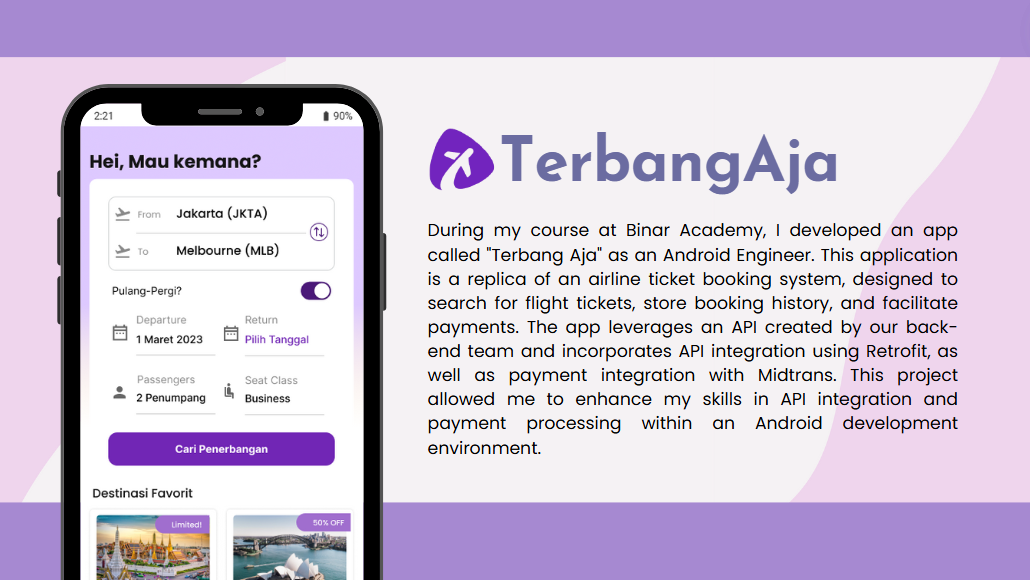 2:21
90%
Hei, Mau kemana?
From Jakarta (JKTA)
To Melbourne (MLB)
Pulang-Pergi?
Departure Return
1 Maret 2023 Pilih Tanggal
Passengers Seat Class
2 Penumpang Business
Cari Penerbangan
Destinasi Favorit
Limited! 50% OFF
TerbangAja
During my course at Binar Academy, I developed an app
called "Terbang Aja" as an Android Engineer. This application
is a replica of an airline ticket booking system, designed to
search for flight tickets, store booking history, and facilitate
payments. The app leverages an API created by our back-
end team and incorporates API integration using Retrofit, as
well as payment integration with Midtrans. This project
allowed me to enhance my skills in API integration and
payment processing within an Android development
environment.